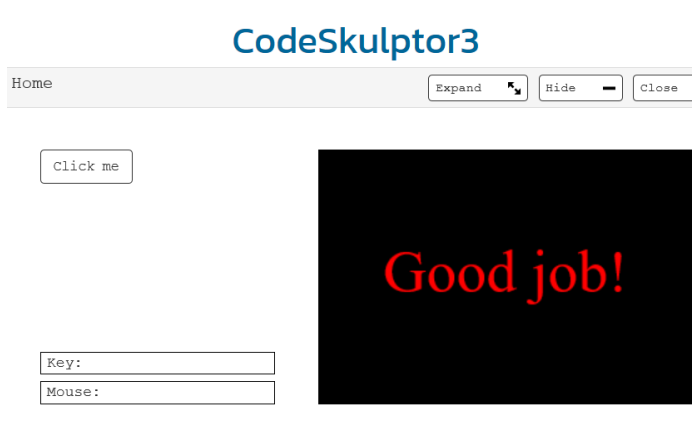 CodeSkulptor3
Home
Expand
Hide
Close
Click me
Good job!
Key:
Mouse: